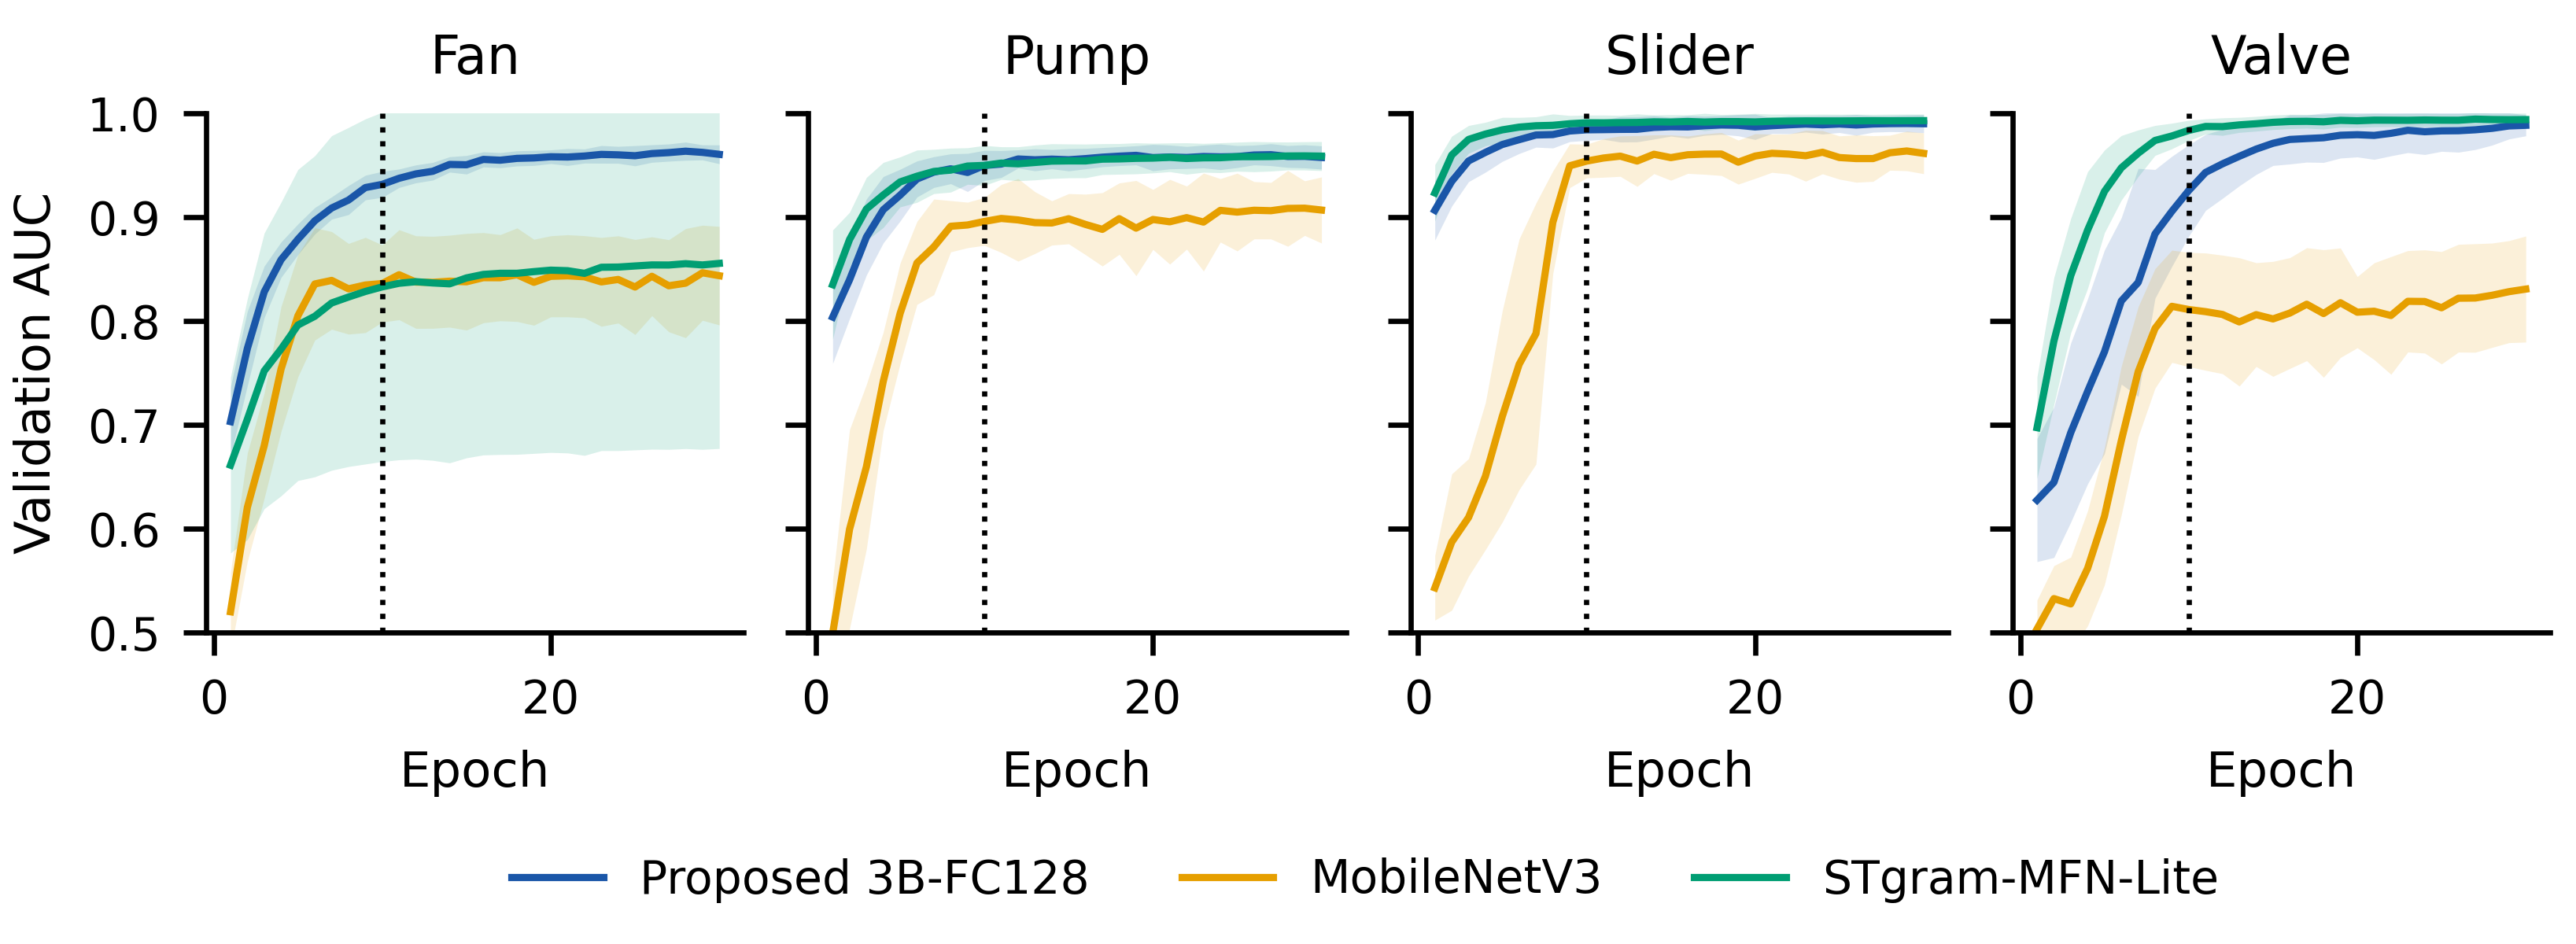 Fan Pump Slider Valve
Validation AUC
1.0
0.9
0.8
0.7
0.6
0.5
0 20 0 20 0 20 0 20
Epoch Epoch Epoch Epoch
Proposed 3B-FC128 MobileNetV3 STgram-MFN-Lite